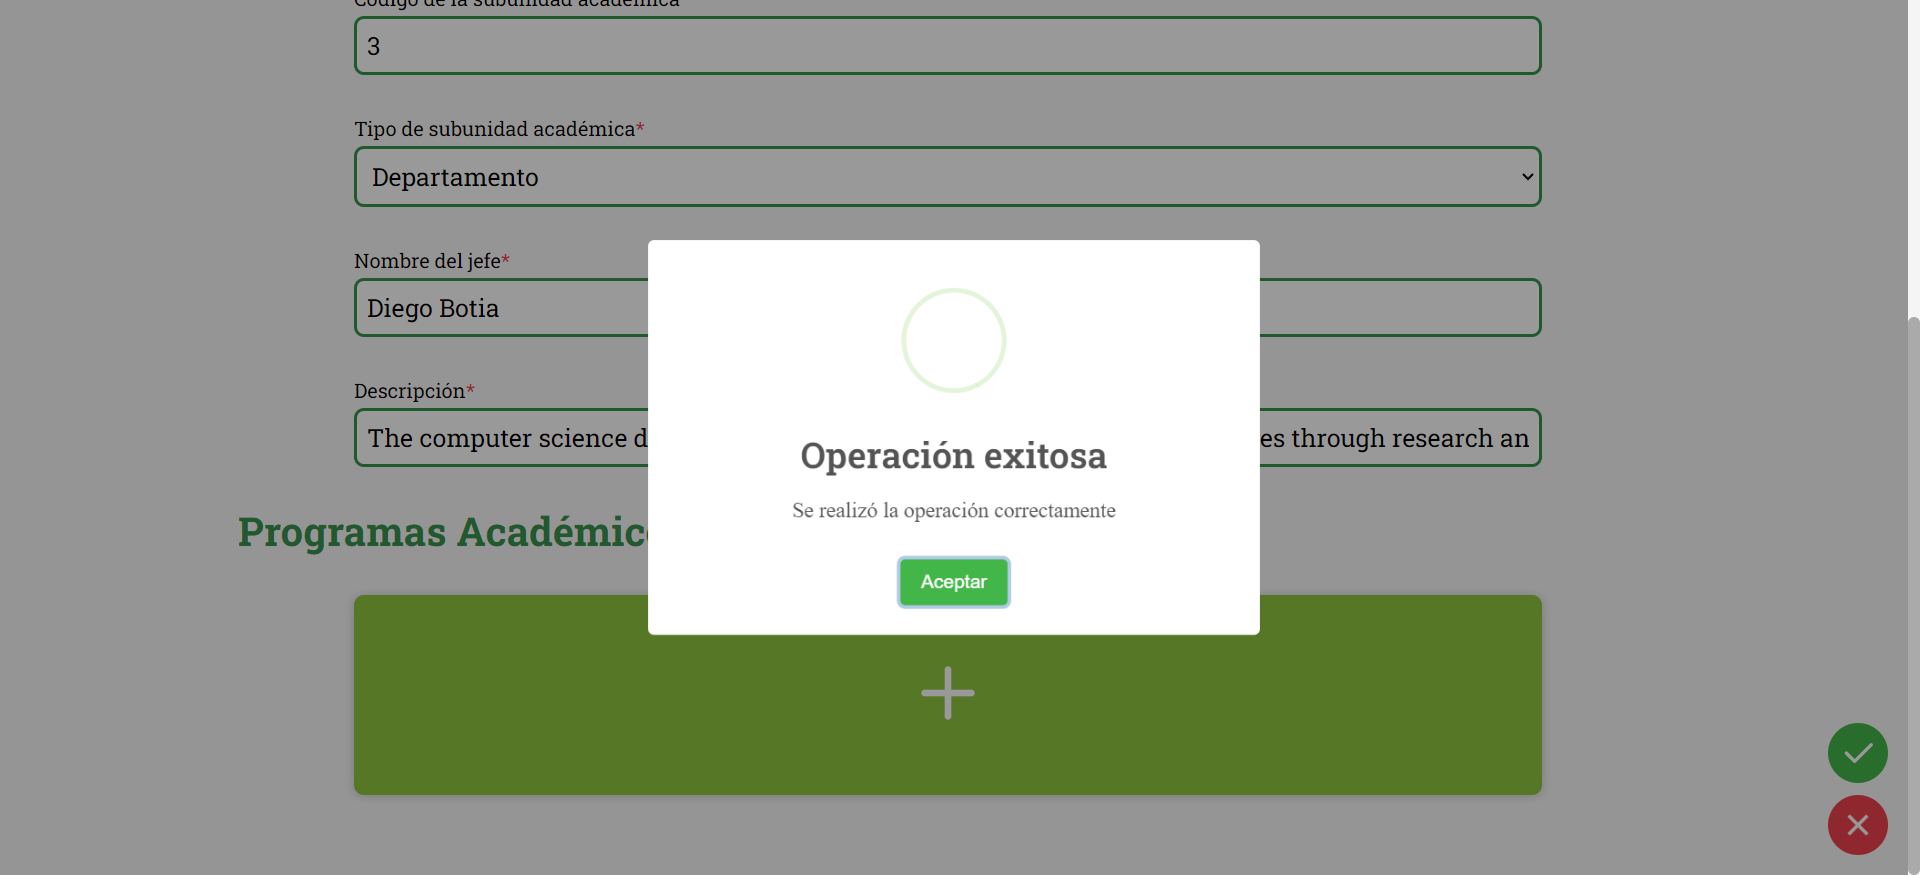 Código de la subunidad académica
3
Tipo de subunidad académica*
Departamento
Nombre del jefe*
Diego Botia
Descripción*
The computer science d
es through research an
Operación exitosa
Se realizó la operación correctamente
Aceptar
Programas Académic